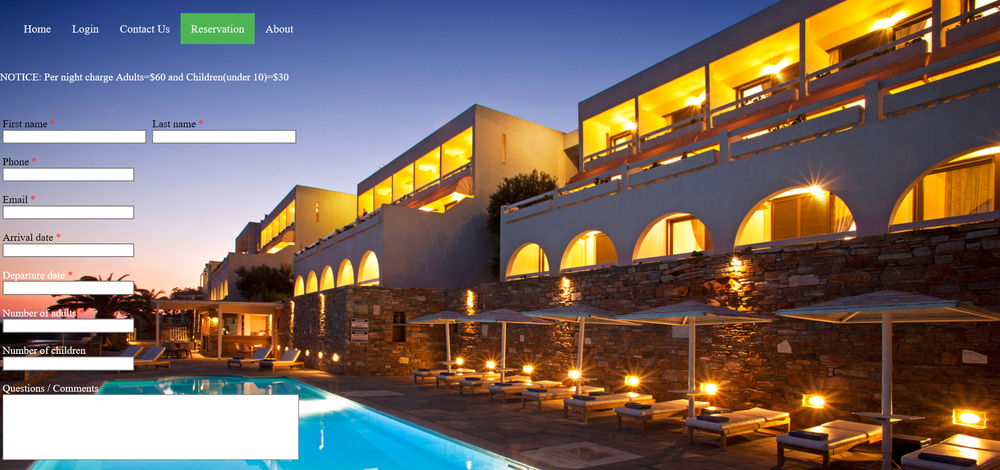 Home Login Contact Us Reservation About
NOTICE: Per night charge Adults=$60 and Children(under 10)=$30
First name * Last name *
Phone *
Email *
Arrival date *
Departure date *
Number of adults *
Number of children
Questions / Comments